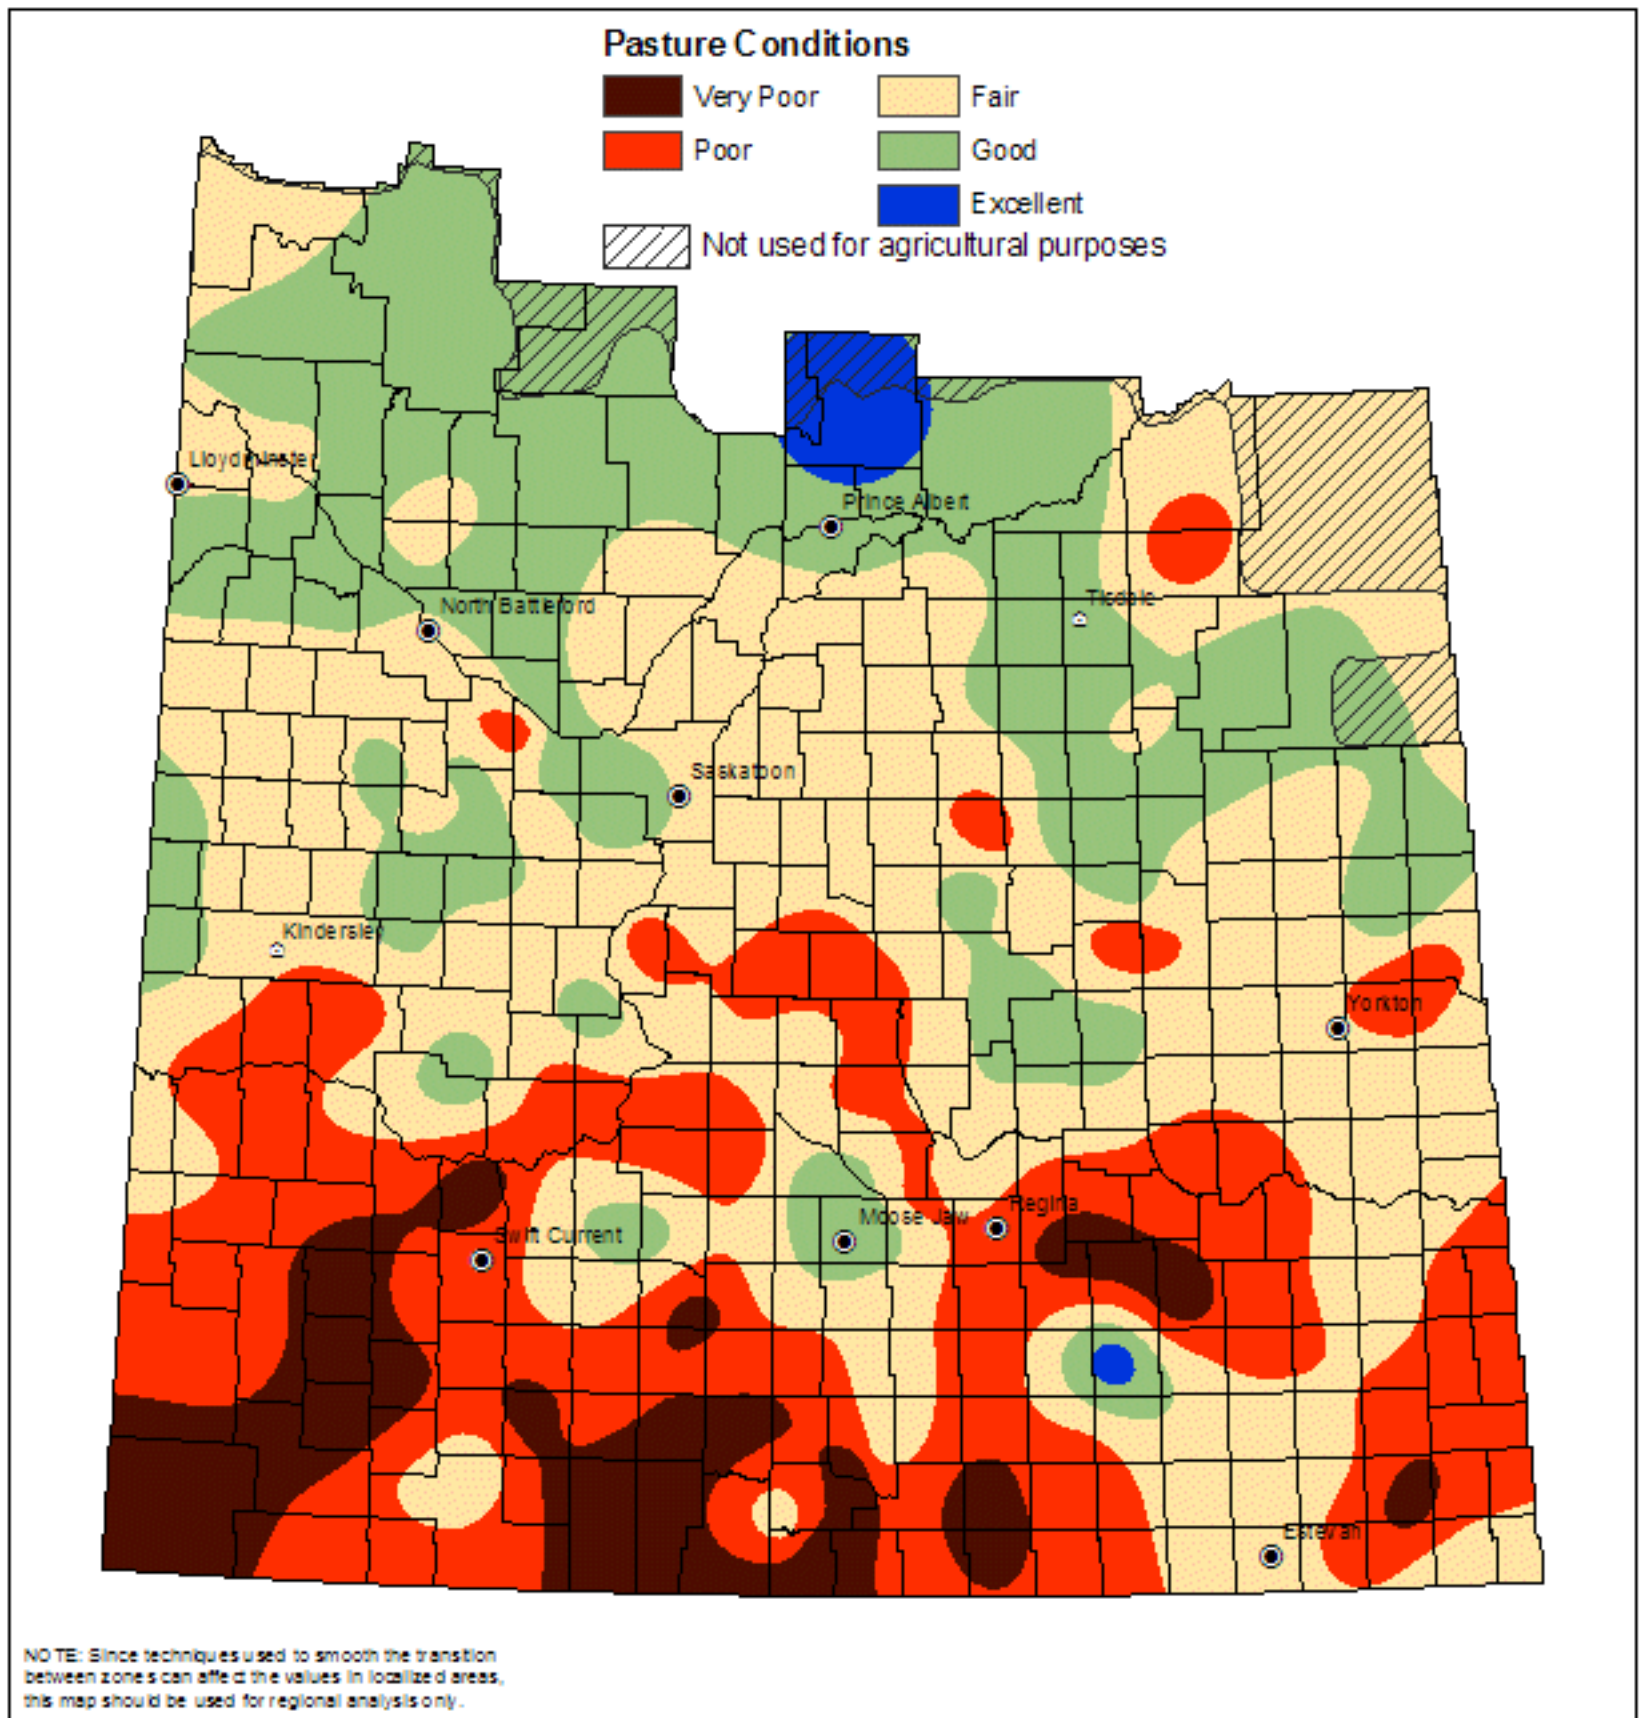 Pasture Conditions
Very Poor
Fair
Poor
Good
Excellent
Not used for agricultural purposes
Lloydminster
Prince Albert
North Battleford
Tisdale
Saskatoon
Kindersley
Yorkton
Regina
Moose Jaw
Swift Current
Estevan
NOTE: Since techniques used to smooth the transition
between zones can affect the values in localized areas,
this map should be used for regional analysis only.